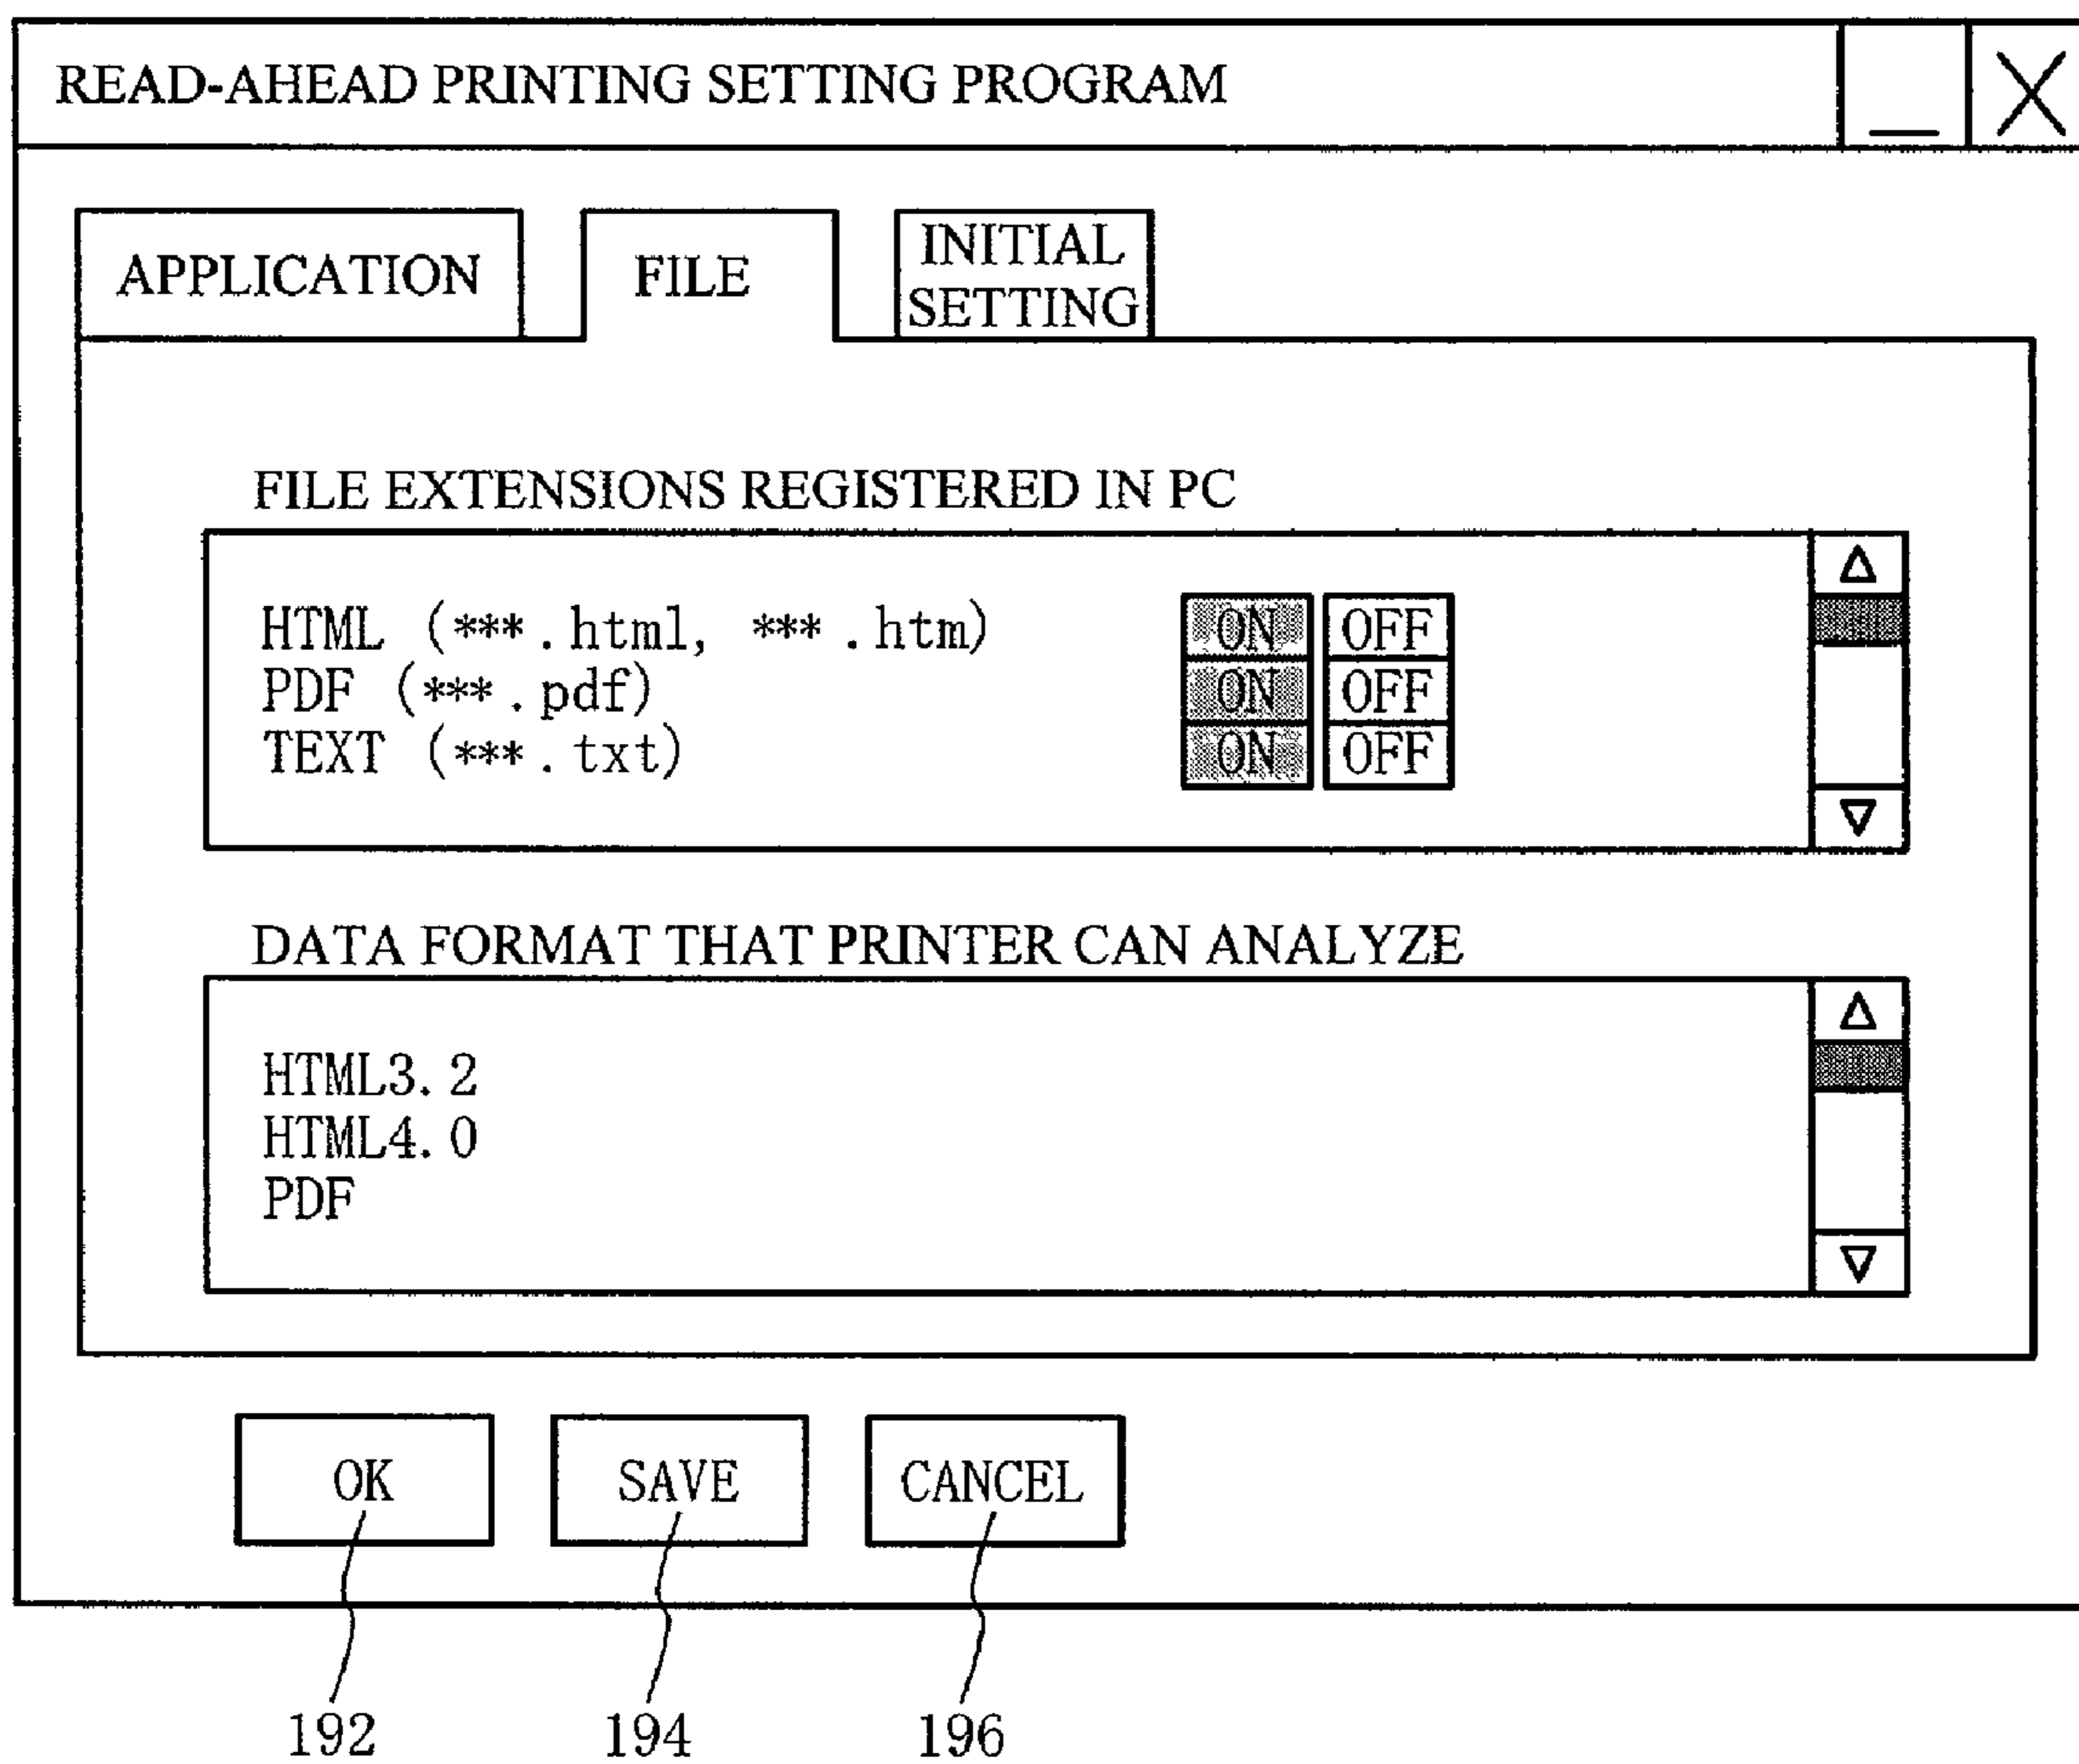 READ-AHEAD PRINTING SETTING PROGRAM
APPLICATION
FILE
INITIAL
SETTING
FILE EXTENSIONS REGISTERED IN PC
HTML (***.html, ***.htm) ON OFF
PDF (***.pdf) ON OFF
TEXT (***.txt) ON OFF
DATA FORMAT THAT PRINTER CAN ANALYZE
HTML3.2
HTML4.0
PDF
OK SAVE CANCEL
192 194 196